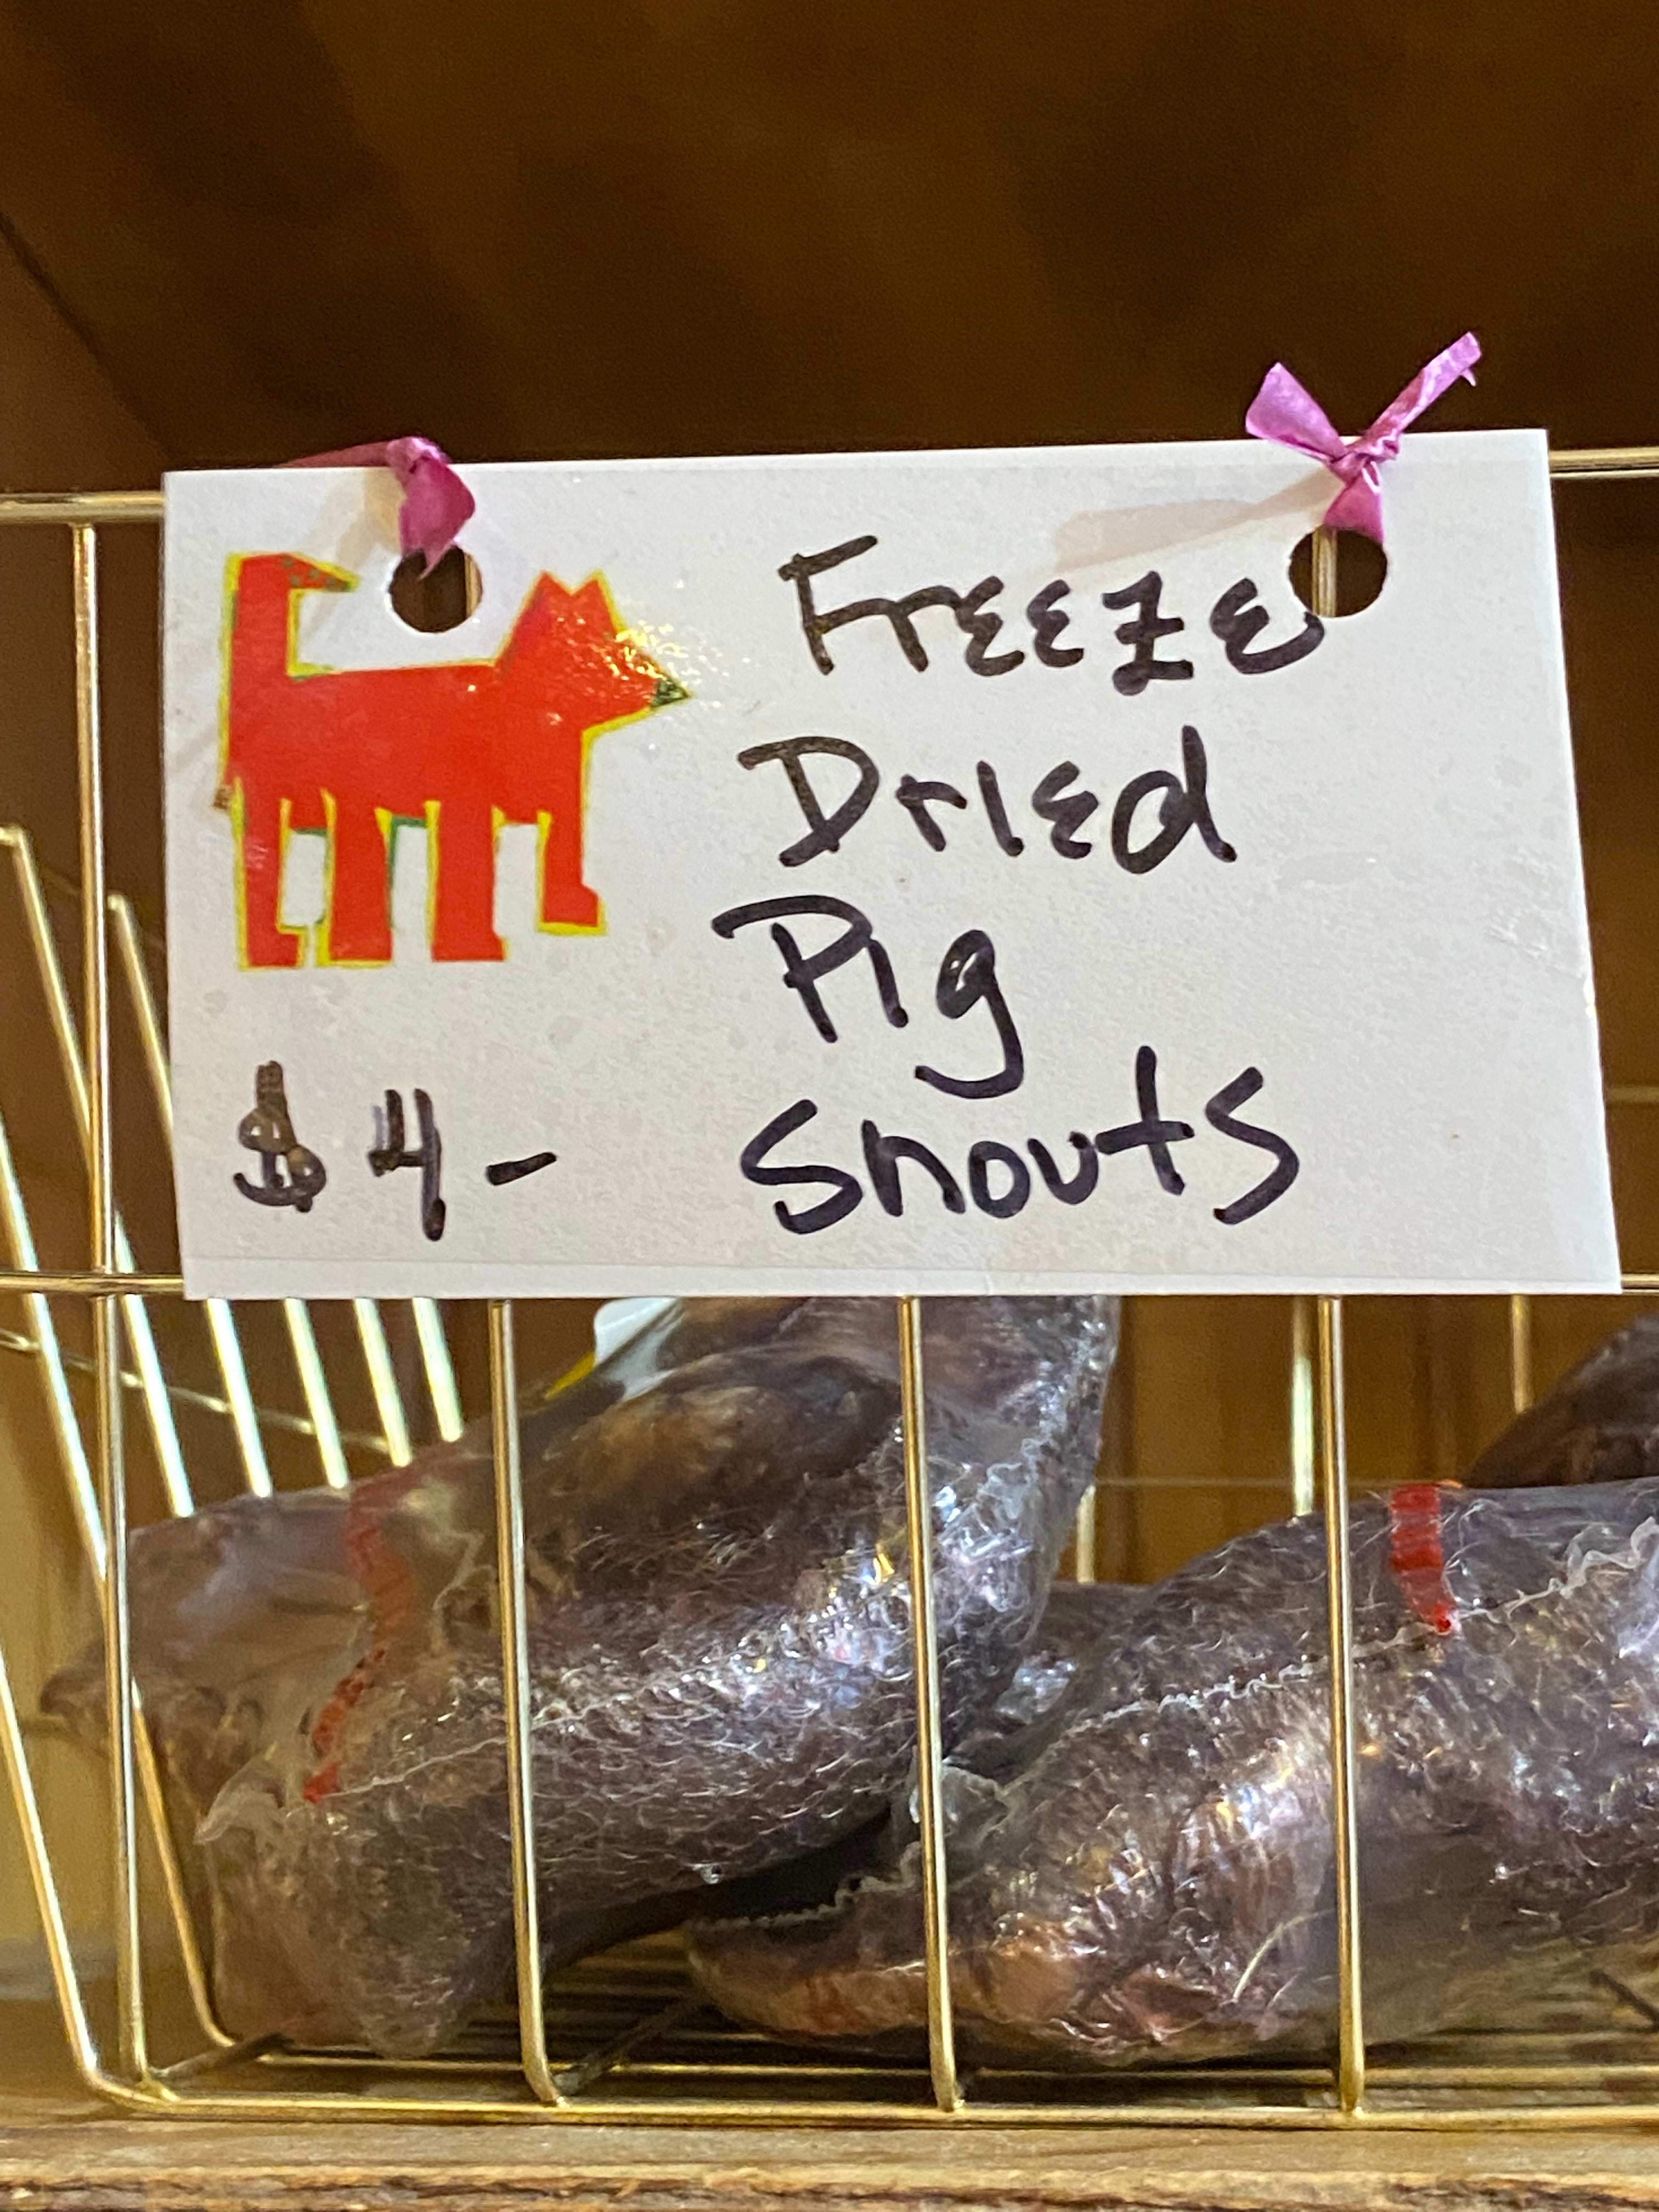 Freeze
Dried
Pig
$4- Snouts